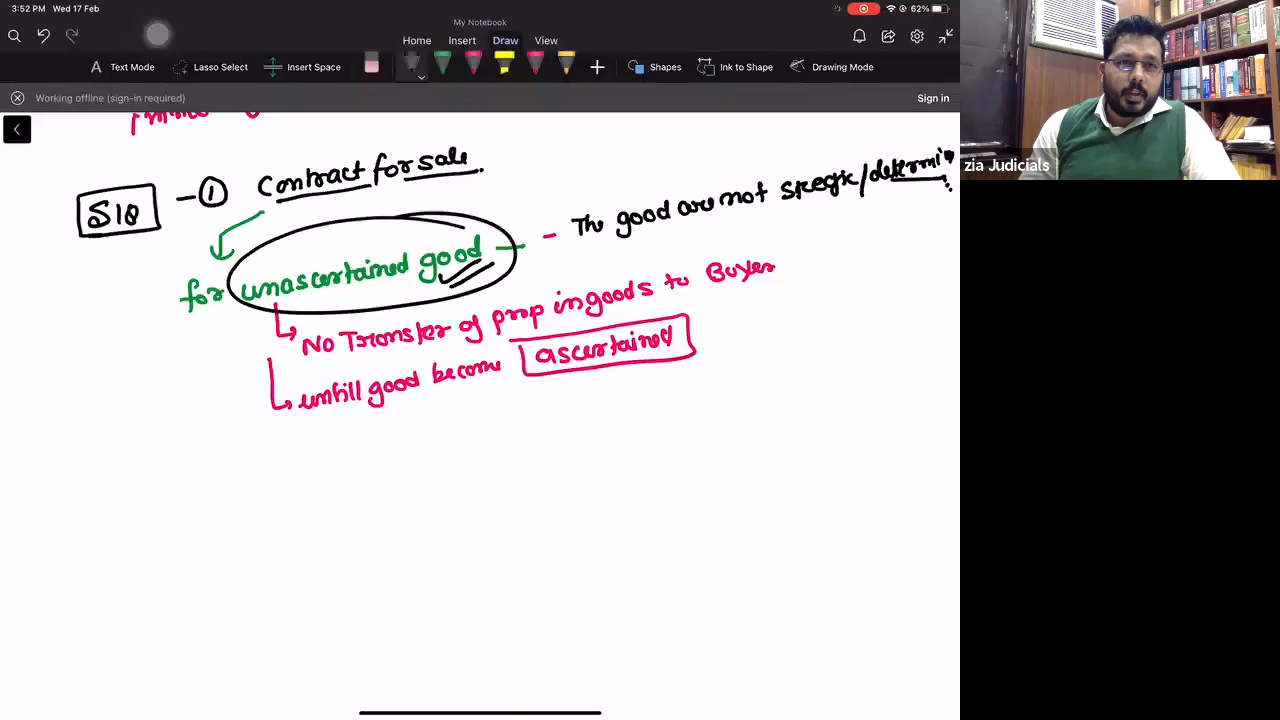 3:52 PM Wed 17 Feb
62%
My Notebook
Home Insert Draw View
Text Mode Lasso Select Insert Space Shapes Ink to Shape Drawing Mode
Working offline (sign-in required) Sign in
S18 - ① Contract for sale.
for unascertained good - The good are not specific/determi
No Transfer of prop in goods to Buyer
untill good become ascertained
zia Judicials